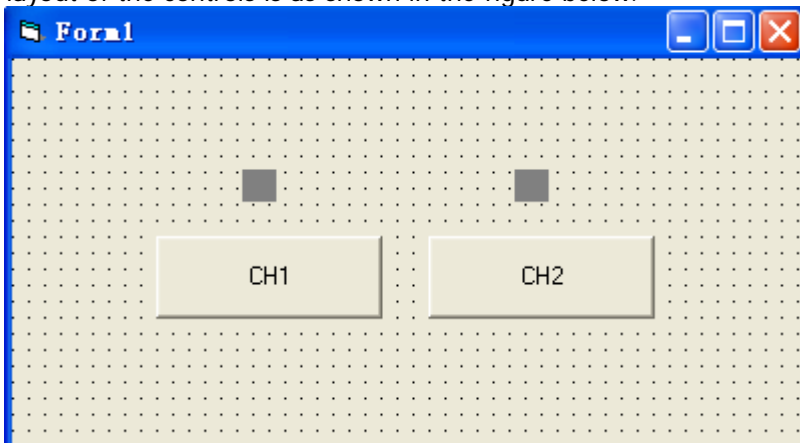 layout of the controls is as shown in the figure below:
Form1
CH1
CH2